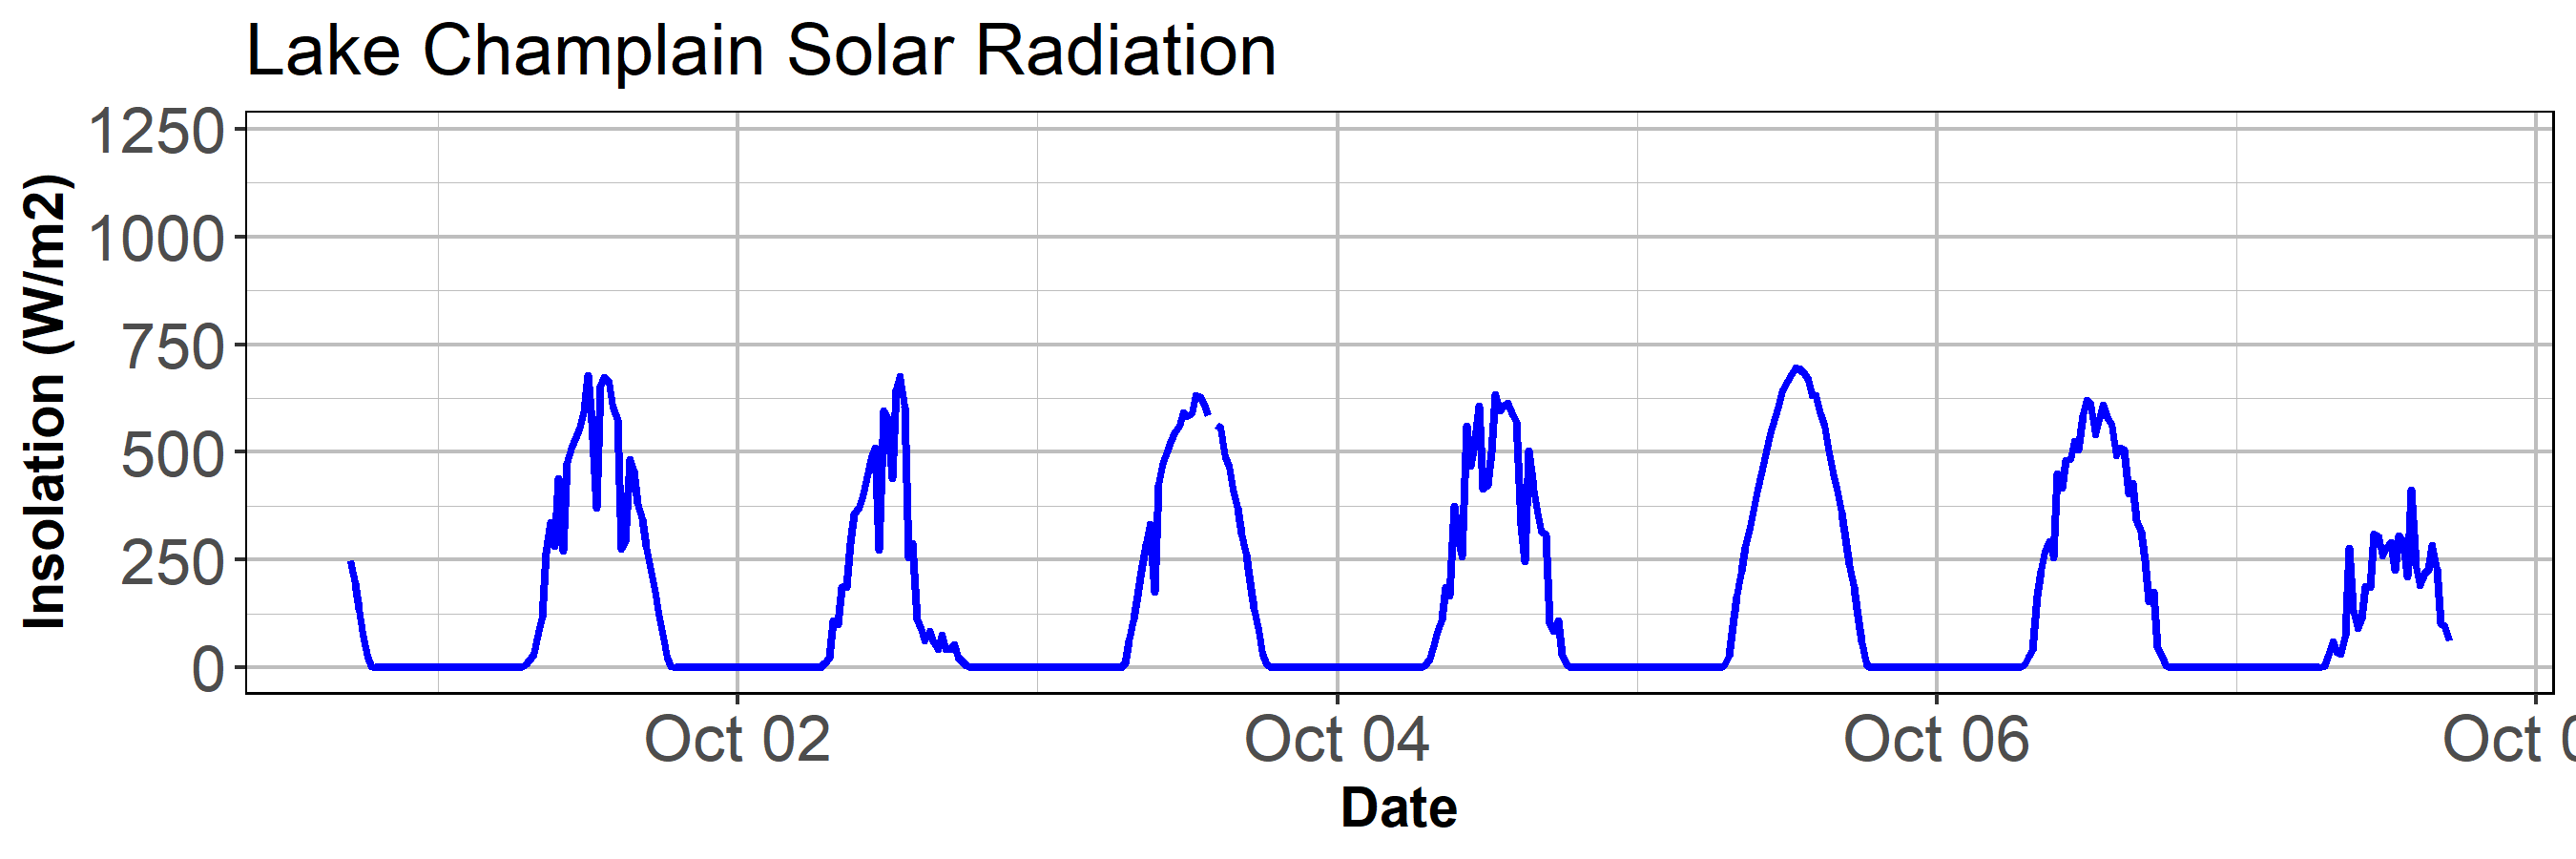 Lake Champlain Solar Radiation
1250
1000
750
500
250
0
Insolation (W/m2)
Oct 02 Oct 04 Oct 06 Oct
Date